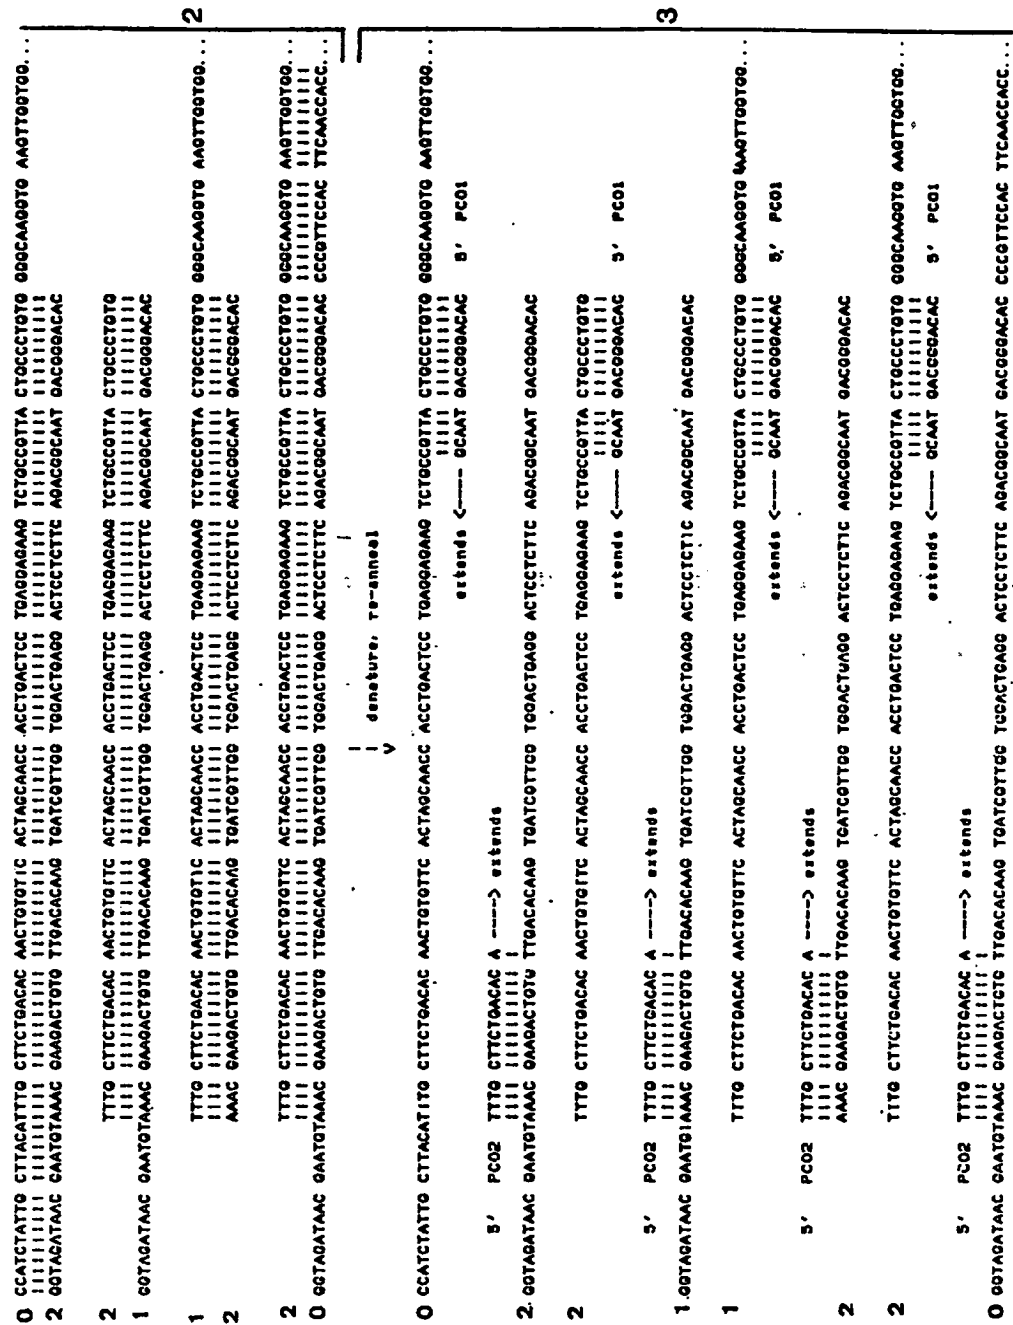 0 CCATCTATTG CTTACATTTG CTTCTGACAC AACTGTGTTC ACTAGCAACC ACCTGACTCC TGAGGAGAAG TCTGCCGTTA CTGCCCTGTG GGGCAAGGTG AAGTTGGTGG...
2 GGTAGATAAC GAATGTAAAC GAAGACTGTG TTGACACAAG TGATCGTTGG TGGACTGAGG ACTCCTCTTC AGACGGCAAT GACGGGACAC
2 TTTG CTTCTGACAC AACTGTGTTC ACTAGCAACC ACCTGACTCC TGAGGAGAAG TCTGCCGTTA CTGCCCTGTG
1 GGTAGATAAC GAATGTAAAC GAAGACTGTG TTGACACAAG TGATCGTTGG TGGACTGAGG ACTCCTCTTC AGACGGCAAT GACGGGACAC
1 TTTG CTTCTGACAC AACTGTGTTC ACTAGCAACC ACCTGACTCC TGAGGAGAAG TCTGCCGTTA CTGCCCTGTG GGGCAAGGTG AAGTTGGTGG...
2 AAAC GAAGACTGTG TTGACACAAG TGATCGTTGG TGGACTGAGG ACTCCTCTTC AGACGGCAAT GACGGGACAC
2 TTTG CTTCTGACAC AACTGTGTTC ACTAGCAACC ACCTGACTCC TGAGGAGAAG TCTGCCGTTA CTGCCCTGTG GGGCAAGGTG AAGTTGGTGG...
0 GGTAGATAAC GAATGTAAAC GAAGACTGTG TTGACACAAG TGATCGTTGG TGGACTGAGG ACTCCTCTTC AGACGGCAAT GACGGGACAC CCCGTTCCAC TTCAACCACC...
2
denature, re-anneal
0 CCATCTATTG CTTACATTTG CTTCTGACAC AACTGTGTTC ACTAGCAACC ACCTGACTCC TGAGGAGAAG TCTGCCGTTA CTGCCCTGTG GGGCAAGGTG AAGTTGGTGG...
extends <----- GCAAT GACGGGACAC 5' PC01
5' PC02 TTTG CTTCTGACAC A ----> extends
2 GGTAGATAAC GAATGTAAAC GAAGACTGTG TTGACACAAG TGATCGTTGG TGGACTGAGG ACTCCTCTTC AGACGGCAAT GACGGGACAC
2 TTTG CTTCTGACAC AACTGTGTTC ACTAGCAACC ACCTGACTCC TGAGGAGAAG TCTGCCGTTA CTGCCCTGTG
extends <----- GCAAT GACGGGACAC 5' PC01
5' PC02 TTTG CTTCTGACAC A ----> extends
1 GGTAGATAAC GAATGTAAAC GAAGACTGTG TTGACACAAG TGATCGTTGG TGGACTGAGG ACTCCTCTTC AGACGGCAAT GACGGGACAC
1 TTTG CTTCTGACAC AACTGTGTTC ACTAGCAACC ACCTGACTCC TGAGGAGAAG TCTGCCGTTA CTGCCCTGTG GGGCAAGGTG AAGTTGGTGG...
extends <----- GCAAT GACGGGACAC 5' PC01
5' PC02 TTTG CTTCTGACAC A ----> extends
2 AAAC GAAGACTGTG TTGACACAAG TGATCGTTGG TGGACTGAGG ACTCCTCTTC AGACGGCAAT GACGGGACAC
2 TTTG CTTCTGACAC AACTGTGTTC ACTAGCAACC ACCTGACTCC TGAGGAGAAG TCTGCCGTTA CTGCCCTGTG GGGCAAGGTG AAGTTGGTGG...
extends <----- GCAAT GACGGGACAC 5' PC01
5' PC02 TTTG CTTCTGACAC A ----> extends
0 GGTAGATAAC GAATGTAAAC GAAGACTGTG TTGACACAAG TGATCGTTGG TGGACTGAGG ACTCCTCTTC AGACGGCAAT GACGGGACAC CCCGTTCCAC TTCAACCACC...
3